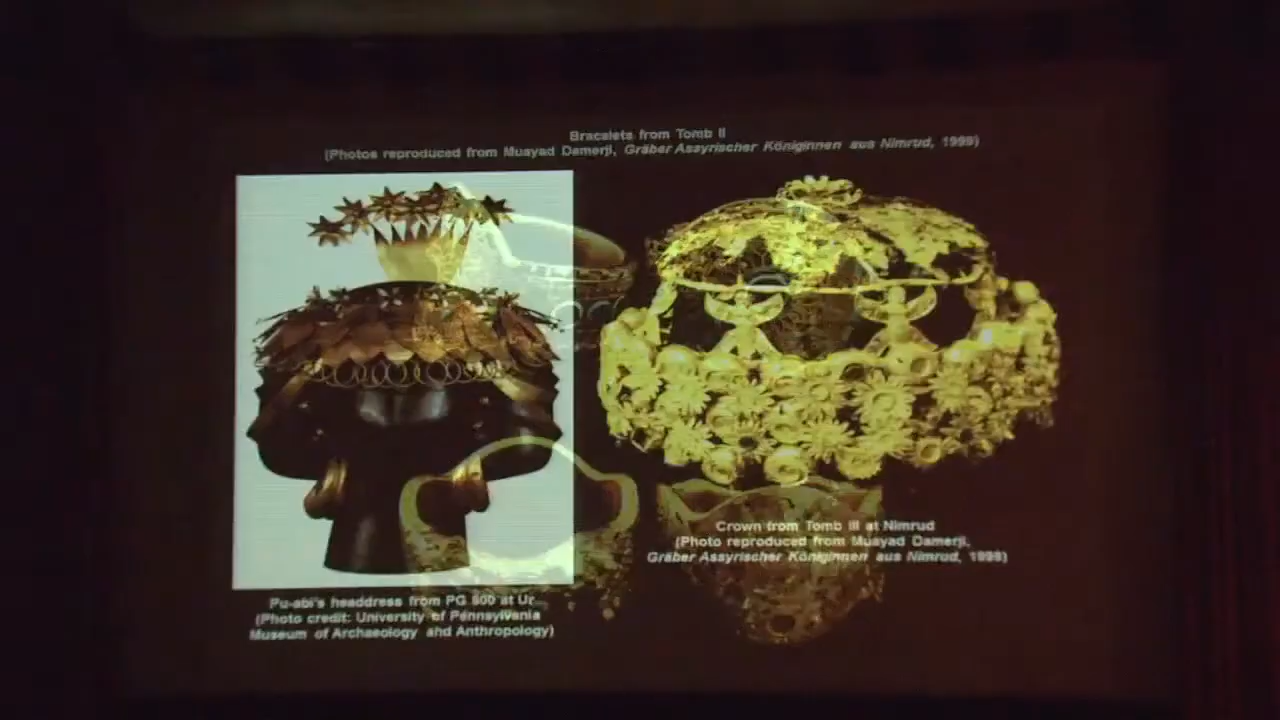 Bracelets from Tomb II
(Photos reproduced from Muayad Damerji, Gräber Assyrischer Königinnen aus Nimrud, 1999)
Crown from Tomb III at Nimrud
(Photo reproduced from Muayad Damerji,
Gräber Assyrischer Königinnen aus Nimrud, 1999)
Pu-abi's headdress from PG 800 at Ur
(Photo credit: University of Pennsylvania
Museum of Archaeology and Anthropology)